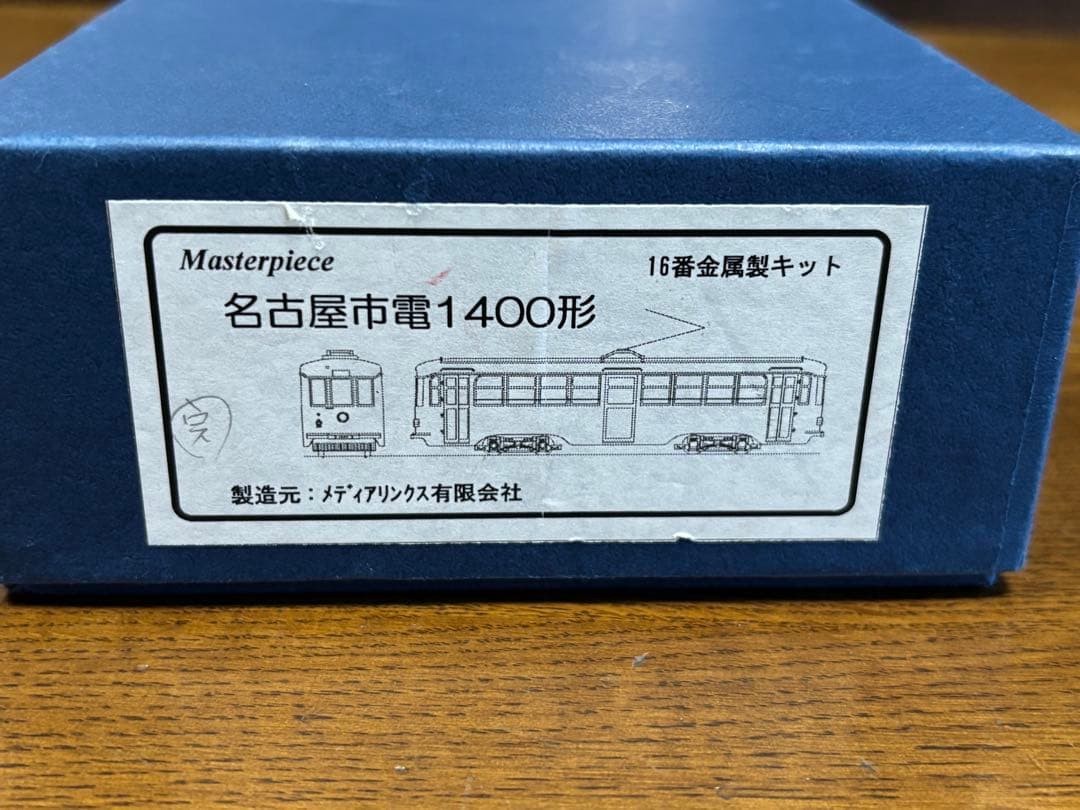 Masterpiece
16番金属製キット
名古屋市電1400形
製造元：メディアリンクス有限会社